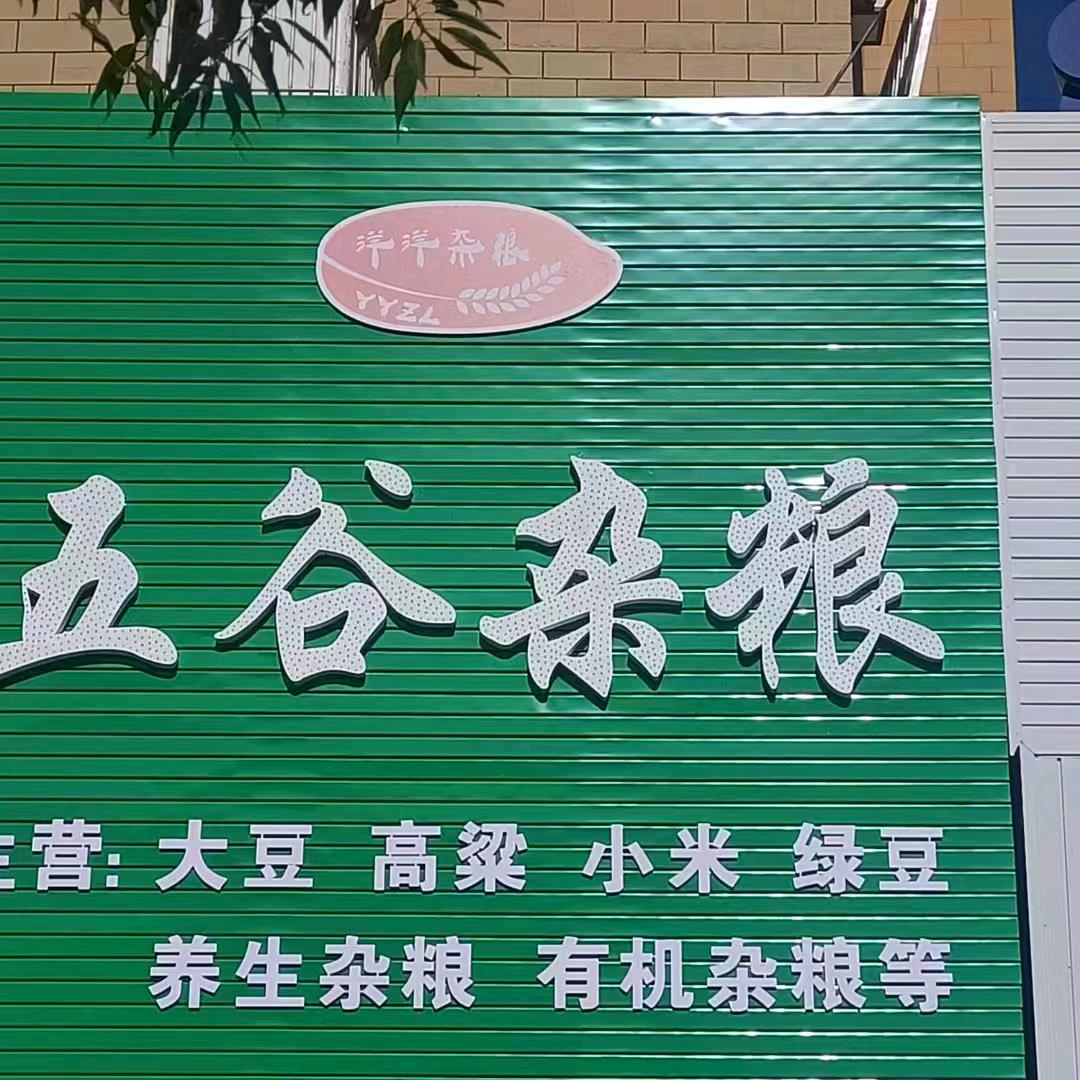 洋洋杂粮
YYZL
五谷杂粮
主营:大豆 高粱 小米 绿豆
养生杂粮 有机杂粮等